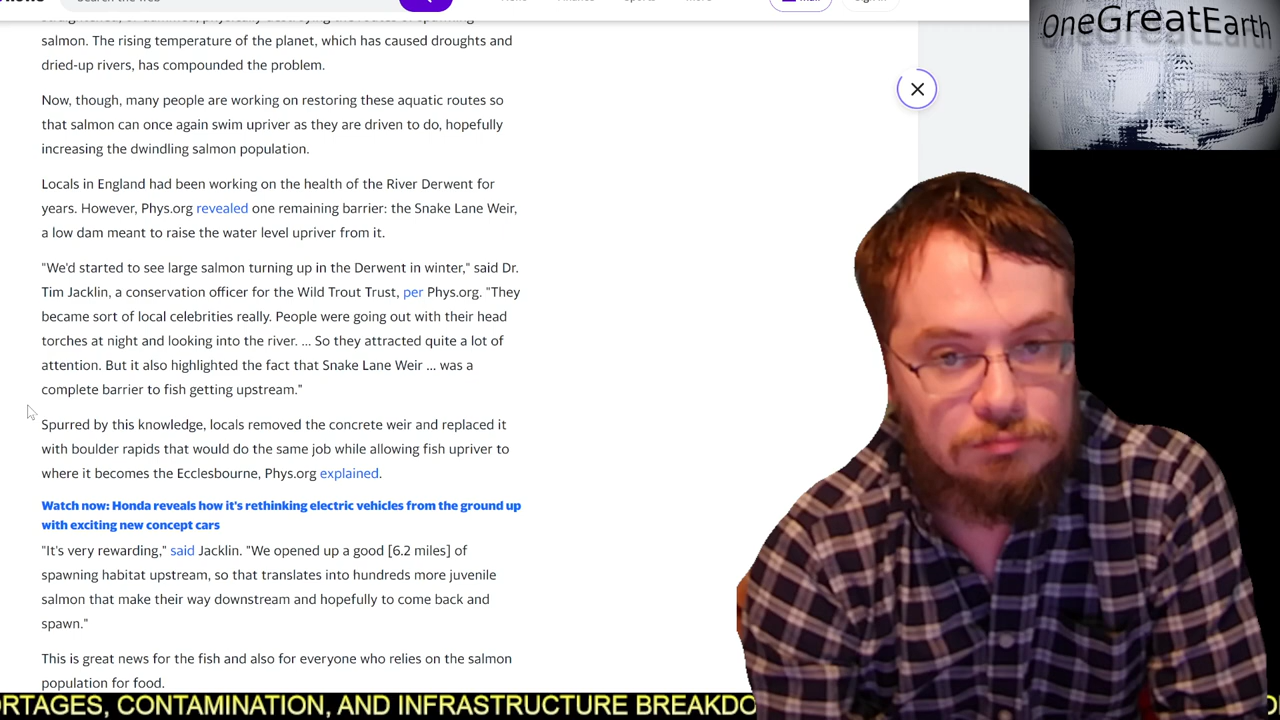 salmon. The rising temperature of the planet, which has caused droughts and
dried-up rivers, has compounded the problem.
Now, though, many people are working on restoring these aquatic routes so
that salmon can once again swim upriver as they are driven to do, hopefully
increasing the dwindling salmon population.
Locals in England had been working on the health of the River Derwent for
years. However, Phys.org revealed one remaining barrier: the Snake Lane Weir,
a low dam meant to raise the water level upriver from it.
"We'd started to see large salmon turning up in the Derwent in winter," said Dr.
Tim Jacklin, a conservation officer for the Wild Trout Trust, per Phys.org. "They
became sort of local celebrities really. People were going out with their head
torches at night and looking into the river. ... So they attracted quite a lot of
attention. But it also highlighted the fact that Snake Lane Weir ... was a
complete barrier to fish getting upstream."
Spurred by this knowledge, locals removed the concrete weir and replaced it
with boulder rapids that would do the same job while allowing fish upriver to
where it becomes the Ecclesbourne, Phys.org explained.
Watch now: Honda reveals how it's rethinking electric vehicles from the ground up
with exciting new concept cars
"It's very rewarding," said Jacklin. "We opened up a good [6.2 miles] of
spawning habitat upstream, so that translates into hundreds more juvenile
salmon that make their way downstream and hopefully to come back and
spawn."
This is great news for the fish and also for everyone who relies on the salmon
population for food.
OneGreatEarth
RTAGES, CONTAMINATION, AND INFRASTRUCTURE BREAKDO